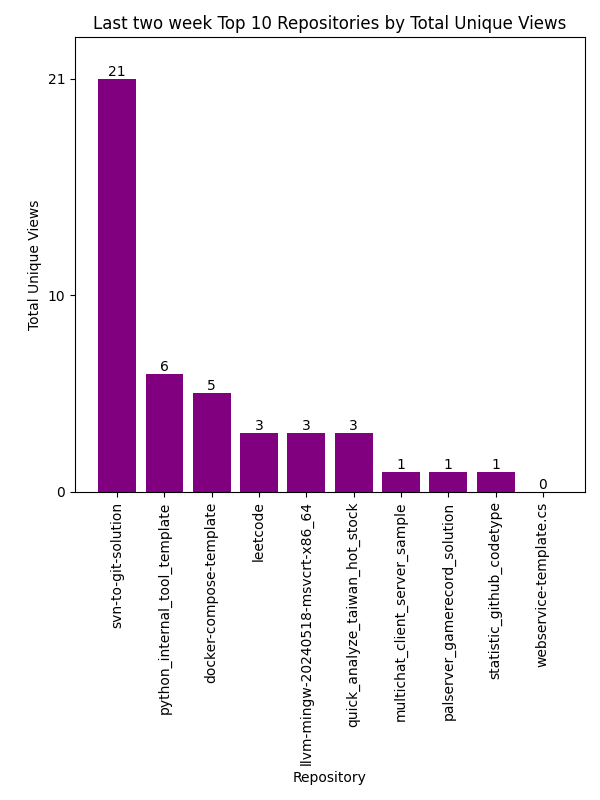 Last two week Top 10 Repositories by Total Unique Views
Total Unique Views
21
10
0
21
6
5
3
3
3
1
1
1
0
svn-to-git-solution
python_internal_tool_template
docker-compose-template
leetcode
llvm-mingw-20240518-msvcrt-x86_64
quick_analyze_taiwan_hot_stock
multichat_client_server_sample
palserver_gamerecord_solution
statistic_github_codetype
webservice-template.cs
Repository